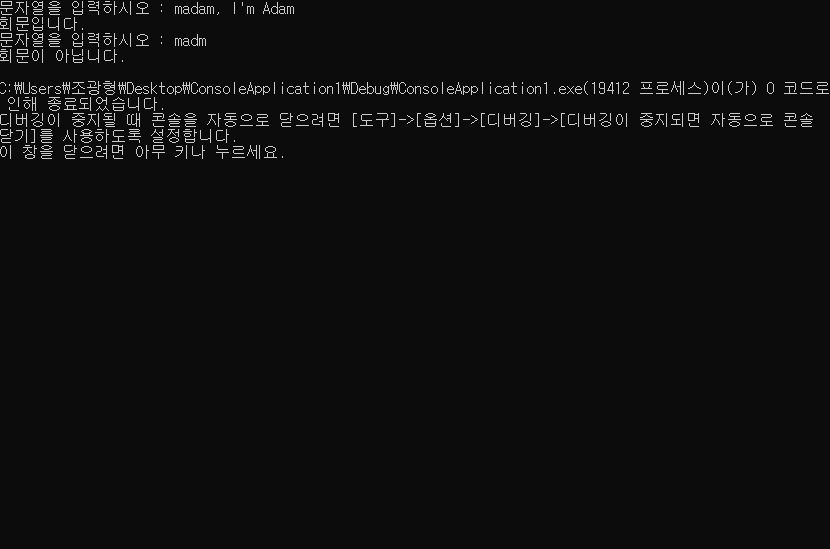 문자열을 입력하시오 : madam, I'm Adam
회문입니다.
문자열을 입력하시오 : madm
회문이 아닙니다.
C:₩Users₩조광형₩Desktop₩ConsoleApplication1₩Debug₩ConsoleApplication1.exe(19412 프로세스)이(가) 0 코드로
인해 종료되었습니다.
디버깅이 중지될 때 콘솔을 자동으로 닫으려면 [도구]->[옵션]->[디버깅]->[디버깅이 중지되면 자동으로 콘솔
닫기]를 사용하도록 설정합니다.
이 창을 닫으려면 아무 키나 누르세요.